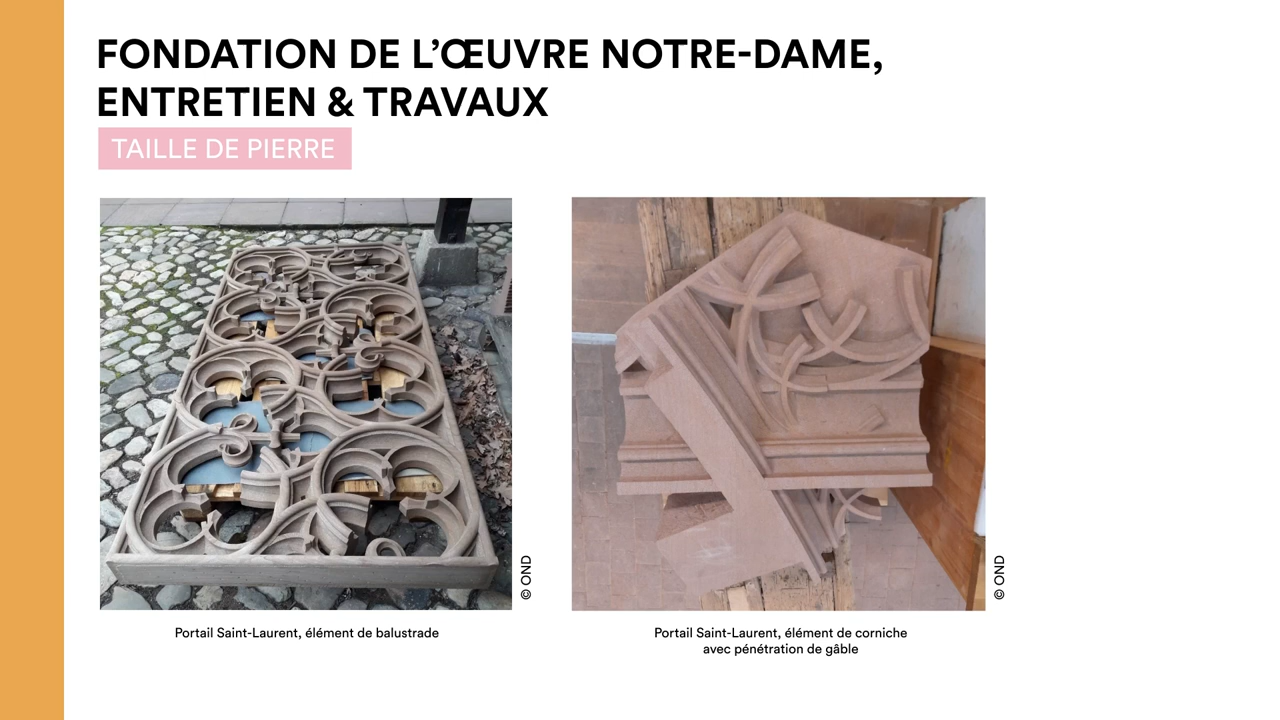 FONDATION DE L’ŒUVRE NOTRE-DAME,
ENTRETIEN & TRAVAUX
TAILLE DE PIERRE
© OND
Portail Saint-Laurent, élément de balustrade
© OND
Portail Saint-Laurent, élément de corniche
avec pénétration de gâble